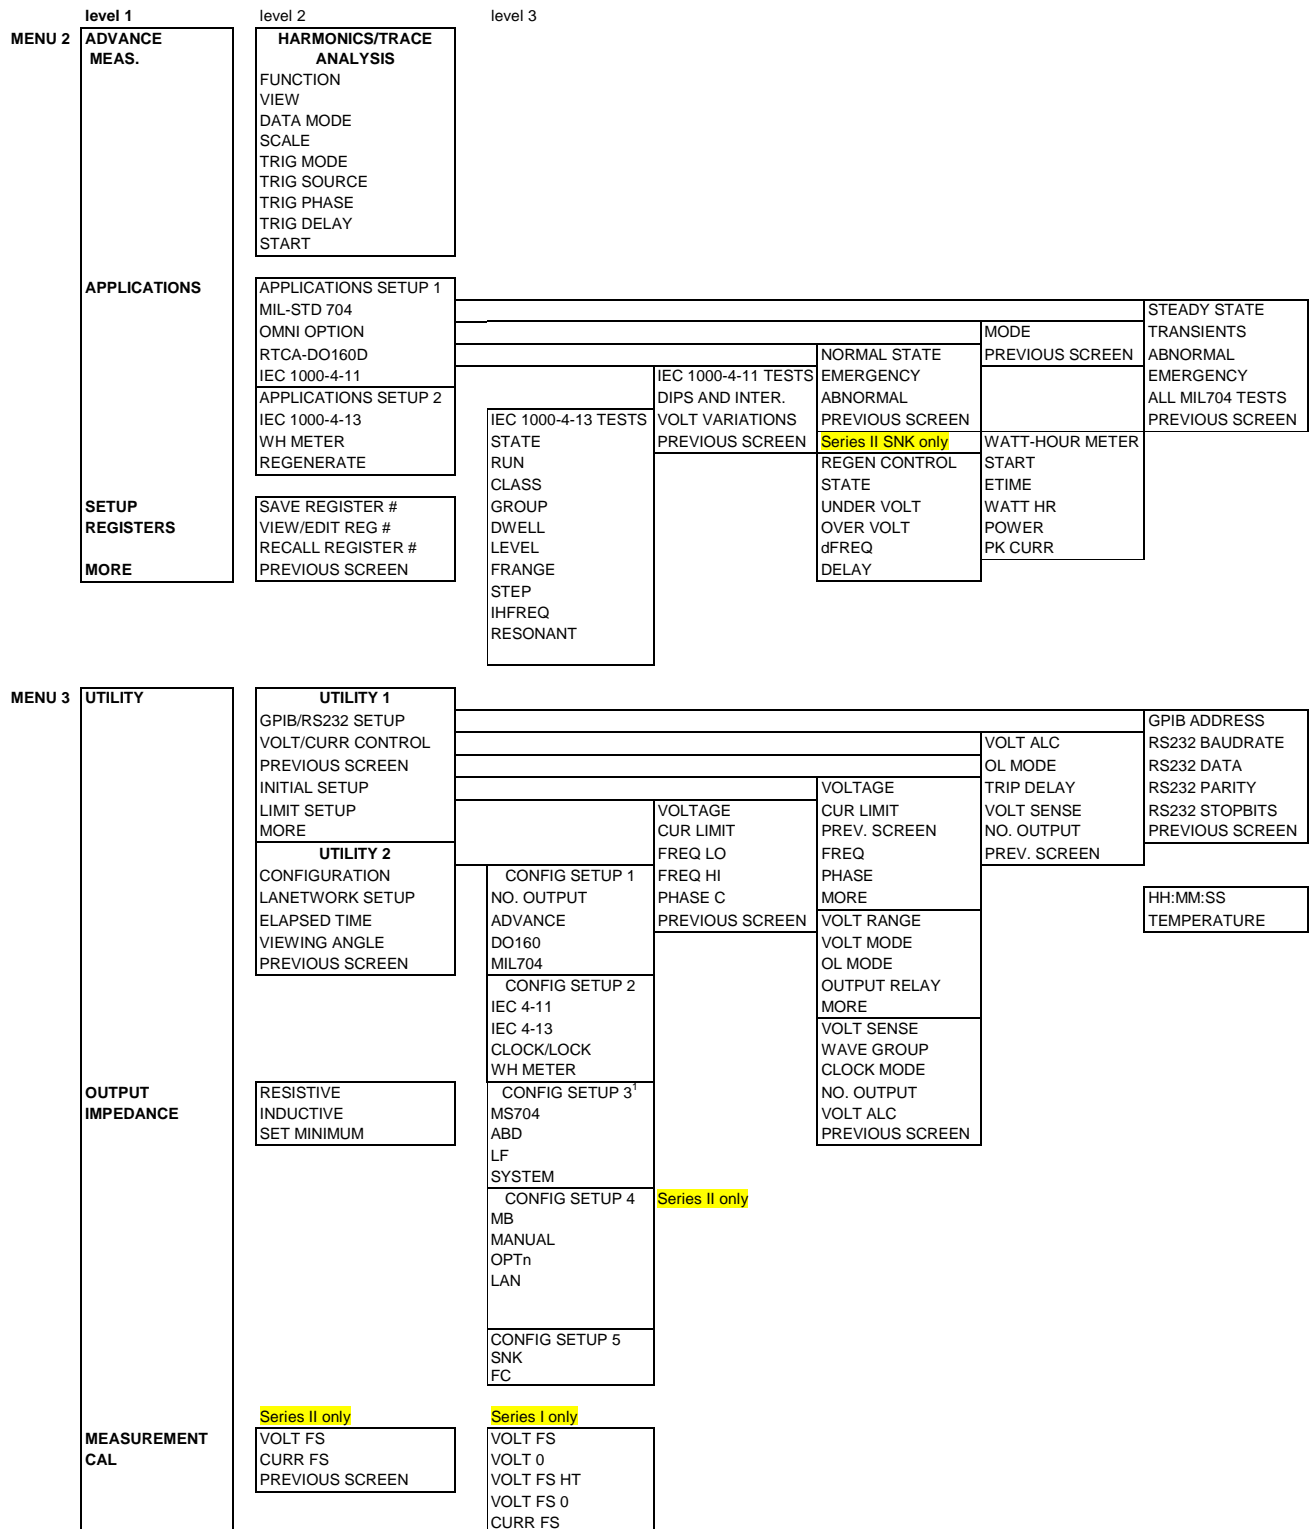 level 1 level 2 level 3
MENU 2 ADVANCE HARMONICS/TRACE
MEAS. ANALYSIS
FUNCTION
VIEW
DATA MODE
SCALE
TRIG MODE
TRIG SOURCE
TRIG PHASE
TRIG DELAY
START
APPLICATIONS APPLICATIONS SETUP 1
MIL-STD 704 STEADY STATE
OMNI OPTION MODE TRANSIENTS
RTCA-DO160D NORMAL STATE PREVIOUS SCREEN ABNORMAL
IEC 1000-4-11 IEC 1000-4-11 TESTS EMERGENCY EMERGENCY
APPLICATIONS SETUP 2 DIPS AND INTER. ABNORMAL ALL MIL704 TESTS
IEC 1000-4-13 IEC 1000-4-13 TESTS VOLT VARIATIONS PREVIOUS SCREEN PREVIOUS SCREEN
WH METER STATE PREVIOUS SCREEN Series II SNK only WATT-HOUR METER
REGENERATE RUN REGEN CONTROL START
CLASS STATE ETIME
SETUP SAVE REGISTER # GROUP UNDER VOLT WATT HR
REGISTERS VIEW/EDIT REG # DWELL OVER VOLT POWER
RECALL REGISTER # LEVEL dFREQ PK CURR
MORE PREVIOUS SCREEN FRANGE DELAY
STEP
IHFREQ
RESONANT
MENU 3 UTILITY UTILITY 1
GPIB/RS232 SETUP GPIB ADDRESS
VOLT/CURR CONTROL VOLT ALC RS232 BAUDRATE
PREVIOUS SCREEN OL MODE RS232 DATA
INITIAL SETUP VOLTAGE TRIP DELAY RS232 PARITY
LIMIT SETUP VOLTAGE CUR LIMIT VOLT SENSE RS232 STOPBITS
MORE CUR LIMIT PREV. SCREEN NO. OUTPUT PREVIOUS SCREEN
UTILITY 2 FREQ LO FREQ PREV. SCREEN
CONFIGURATION CONFIG SETUP 1 FREQ HI PHASE
LANETWORK SETUP NO. OUTPUT PHASE C MORE HH:MM:SS
ELAPSED TIME ADVANCE PREVIOUS SCREEN VOLT RANGE TEMPERATURE
VIEWING ANGLE DO160 VOLT MODE
PREVIOUS SCREEN MIL704 OL MODE
CONFIG SETUP 2 OUTPUT RELAY
IEC 4-11 MORE
IEC 4-13 VOLT SENSE
CLOCK/LOCK WAVE GROUP
WH METER CLOCK MODE
OUTPUT RESISTIVE CONFIG SETUP 3¹ NO. OUTPUT
IMPEDANCE INDUCTIVE MS704 VOLT ALC
SET MINIMUM ABD PREVIOUS SCREEN
LF
SYSTEM
CONFIG SETUP 4 Series II only
MB
MANUAL
OPTn
LAN
CONFIG SETUP 5
SNK
FC
Series II only Series I only
MEASUREMENT VOLT FS VOLT FS
CAL CURR FS VOLT 0
PREVIOUS SCREEN VOLT FS HT
VOLT FS 0
CURR FS